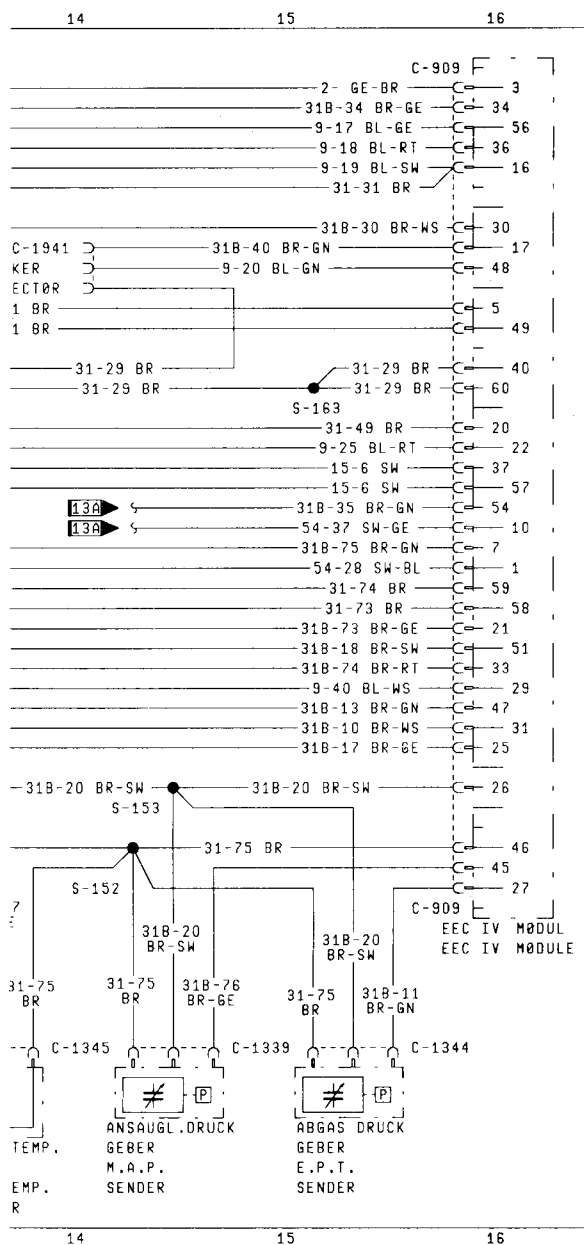 14 15 16
C-909
2- GE-BR 3
31B-34 BR-GE 34
9-17 BL-GE 56
9-18 BL-RT 36
9-19 BL-SW 16
31-31 BR
31B-30 BR-WS 30
C-1941 31B-40 BR-GN 17
KER 9-20 BL-GN 48
ECTØR
1 BR 5
1 BR 49
31-29 BR 31-29 BR 40
31-29 BR 31-29 BR 60
S-163
31-49 BR 20
9-25 BL-RT 22
15-6 SW 37
15-6 SW 57
13A 31B-35 BR-GN 54
13A 54-37 SW-GE 10
31B-75 BR-GN 7
54-28 SW-BL 1
31-74 BR 59
31-73 BR 58
31B-73 BR-GE 21
31B-18 BR-SW 51
31B-74 BR-RT 33
9-40 BL-WS 29
31B-13 BR-GN 47
31B-10 BR-WS 31
31B-17 BR-GE 25
31B-20 BR-SW 31B-20 BR-SW 26
S-153
31-75 BR 46
45
S-152 27
7 C-909
EEC IV MØDUL
EEC IV MØDULE
31B-20 31B-20
BR-SW BR-SW
31-75 31-75 31B-76 31-75 31B-11
BR BR BR-GE BR BR-GN
C-1345 C-1339 C-1344
P P
ANSAUGL.DRUCK ABGAS DRUCK
TEMP. GEBER GEBER
M.A.P. E.P.T.
EMP. SENDER SENDER
R
14 15 16